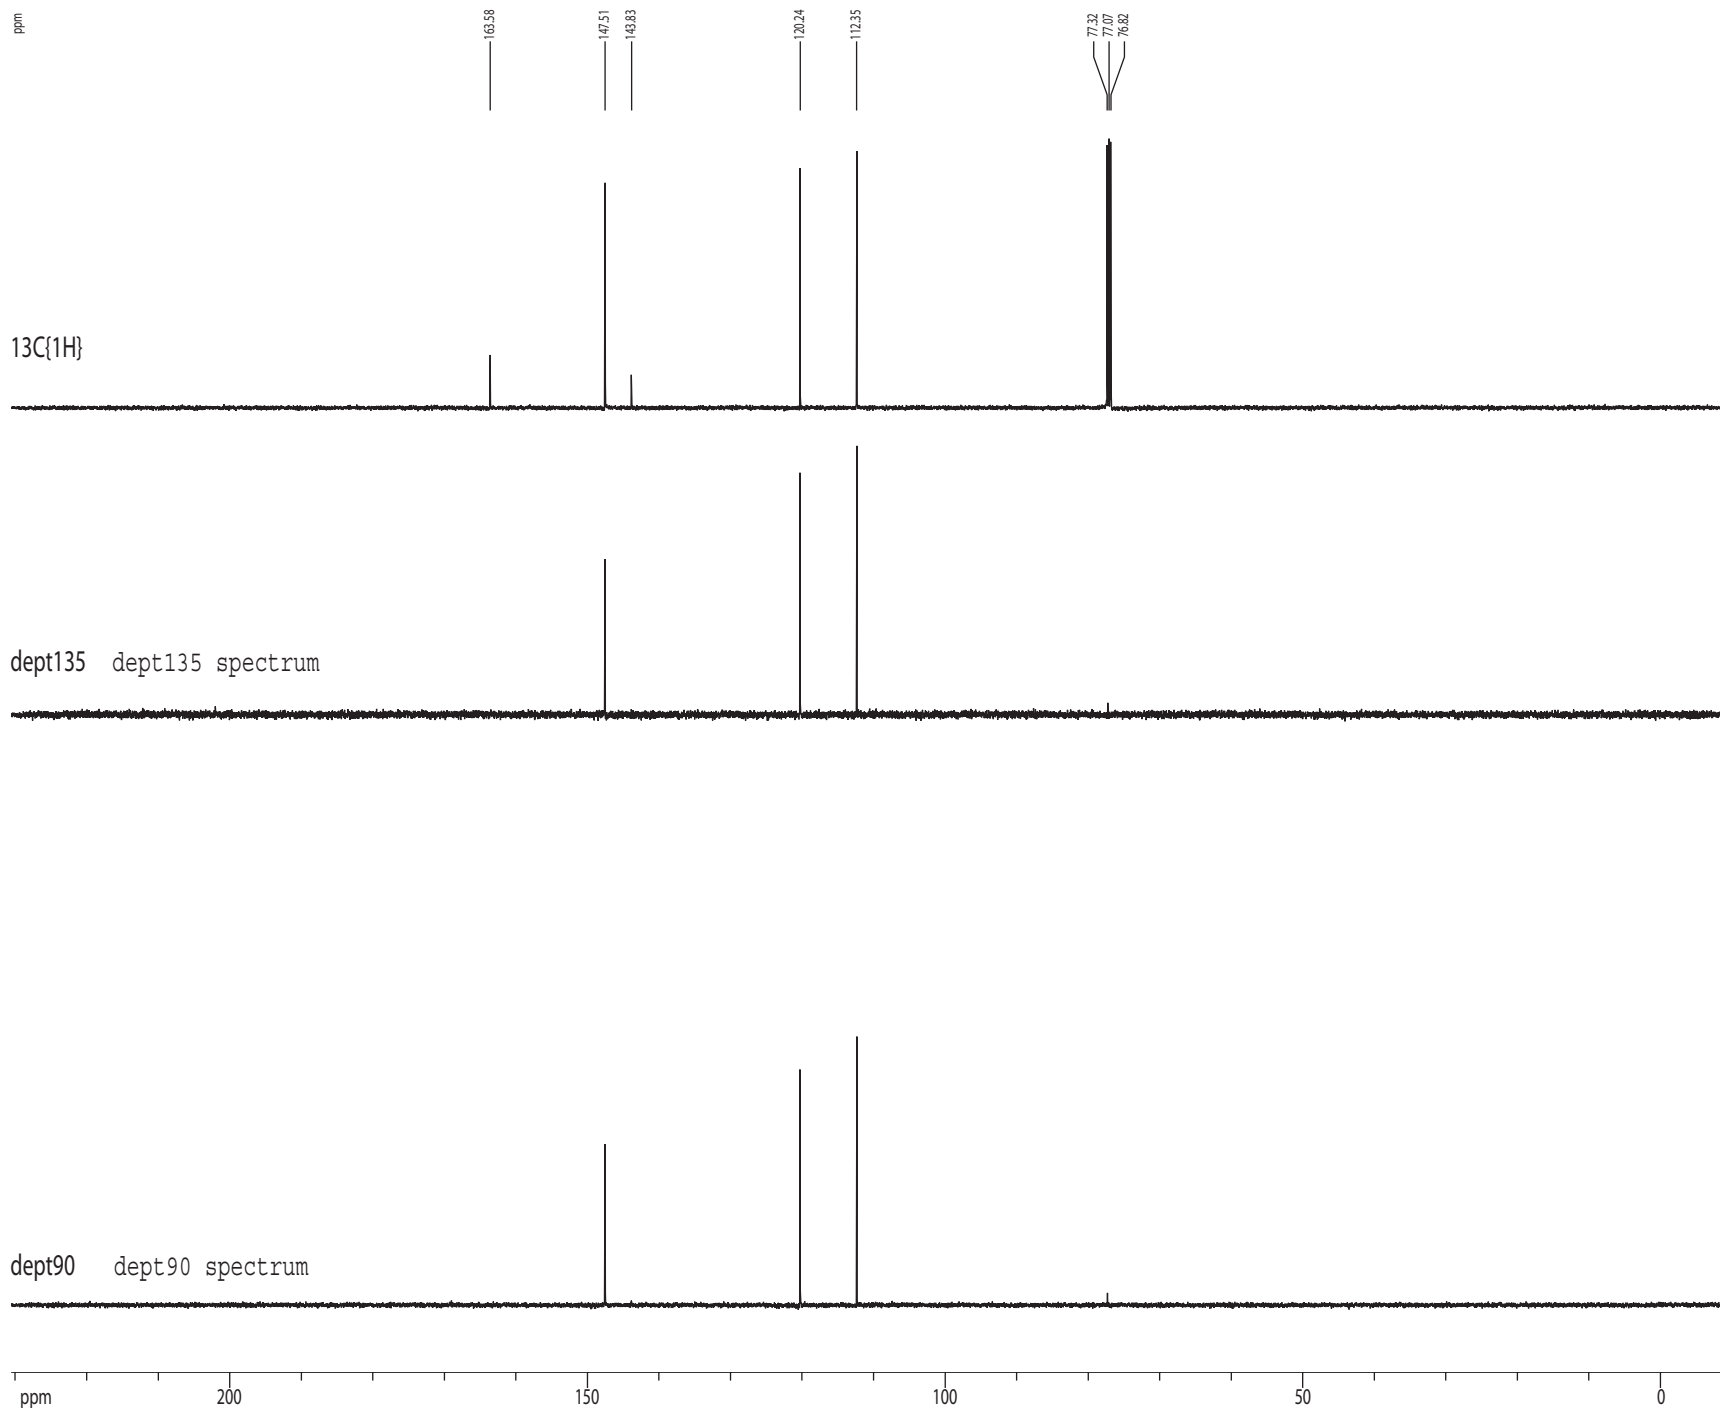 ppm
163.58
147.51
143.83
120.24
112.35
77.32
77.07
76.82
13C{1H}
dept135 dept135 spectrum
dept90 dept90 spectrum
ppm 200 150 100 50 0